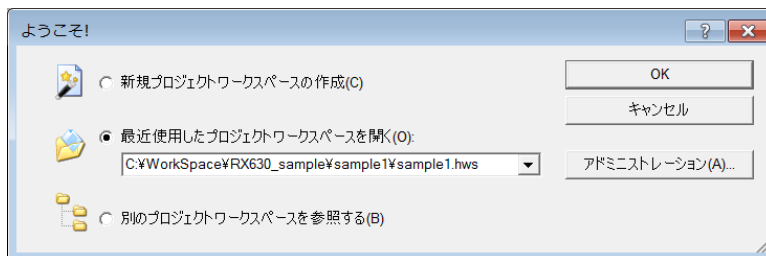 ようこそ!
新規プロジェクトワークスペースの作成(C)
OK
キャンセル
最近使用したプロジェクトワークスペースを開く(O):
C:¥WorkSpace¥RX630_sample¥sample1¥sample1.hws
アドミニストレーション(A)...
別のプロジェクトワークスペースを参照する(B)